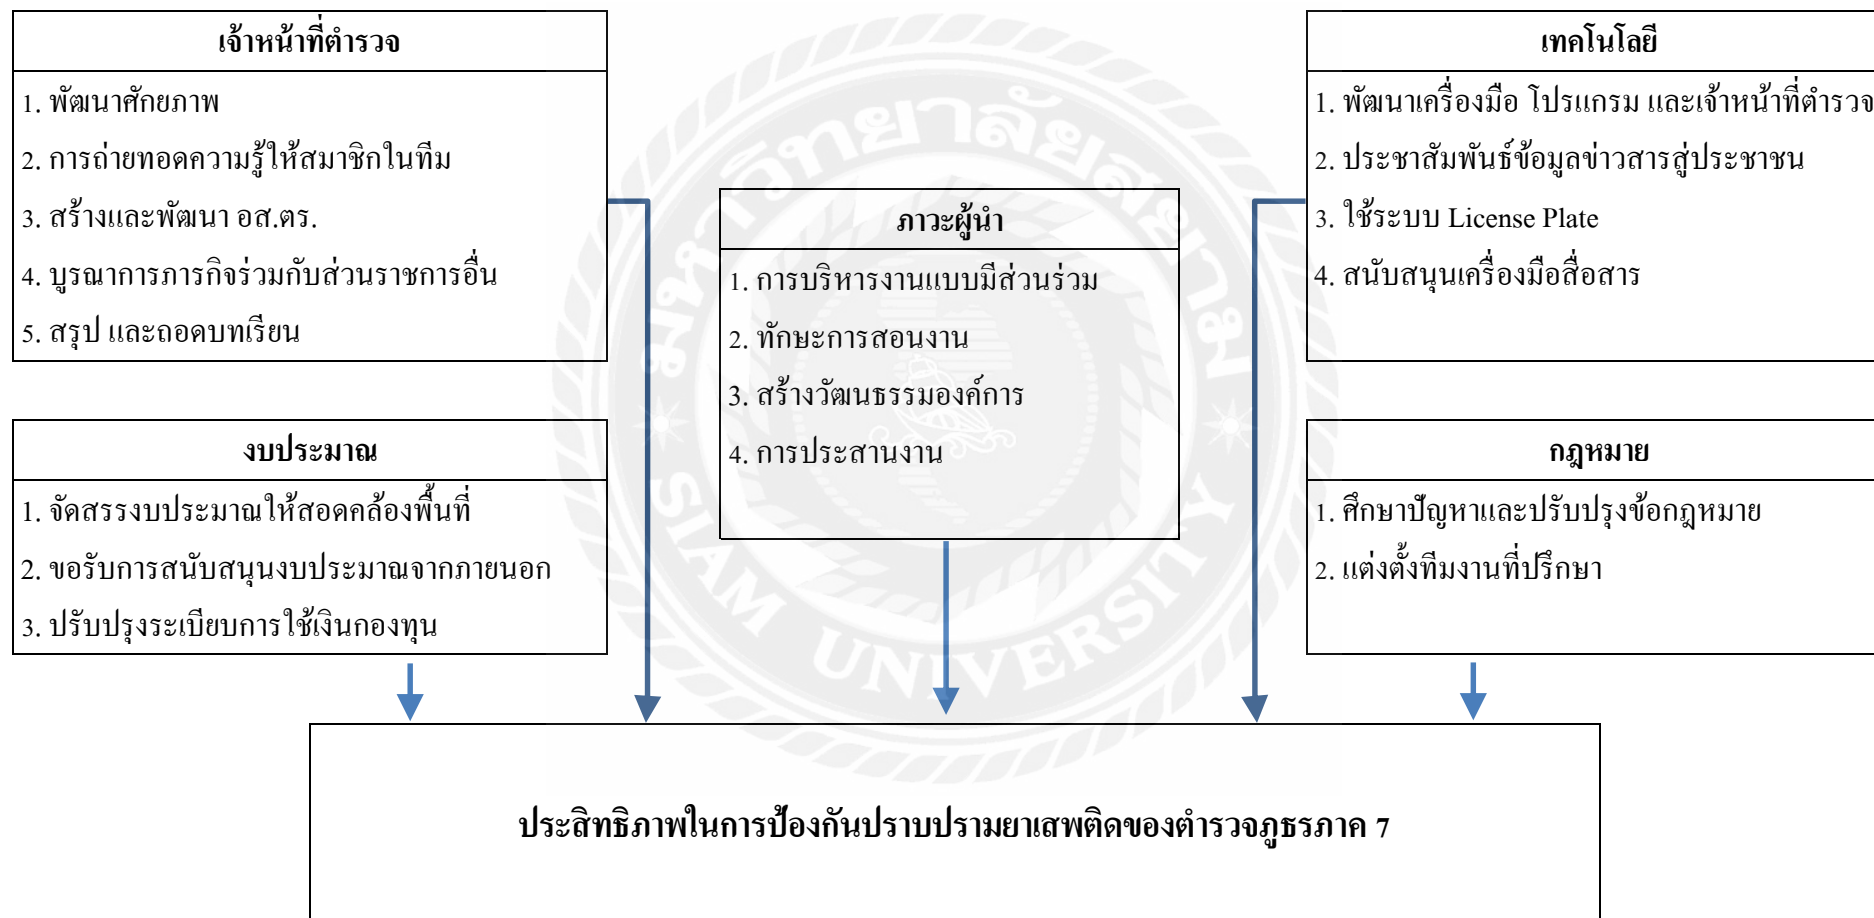 เจ้าหน้าที่ตำรวจ
1. พัฒนาศักยภาพ
2. การถ่ายทอดความรู้ให้สมาชิกในทีม
3. สร้างและพัฒนา อส.ตร.
4. บูรณาการภารกิจร่วมกับส่วนราชการอื่น
5. สรุป และถอดบทเรียน
งบประมาณ
1. จัดสรรงบประมาณให้สอดคล้องพื้นที่
2. ขอรับการสนับสนุนงบประมาณจากภายนอก
3. ปรับปรุงระเบียบการใช้เงินกองทุน
ภาวะผู้นำ
1. การบริหารงานแบบมีส่วนร่วม
2. ทักษะการสอนงาน
3. สร้างวัฒนธรรมองค์การ
4. การประสานงาน
เทคโนโลยี
1. พัฒนาเครื่องมือ โปรแกรม และเจ้าหน้าที่ตำรวจ
2. ประชาสัมพันธ์ข้อมูลข่าวสารสู่ประชาชน
3. ใช้ระบบ License Plate
4. สนับสนุนเครื่องมือสื่อสาร
กฎหมาย
1. ศึกษาปัญหาและปรับปรุงข้อกฎหมาย
2. แต่งตั้งทีมงานที่ปรึกษา
ประสิทธิภาพในการป้องกันปราบปรามยาเสพติดของตำรวจภูธรภาค 7
มหาวิทยาลัยสยาม
SIAM UNIVERSITY